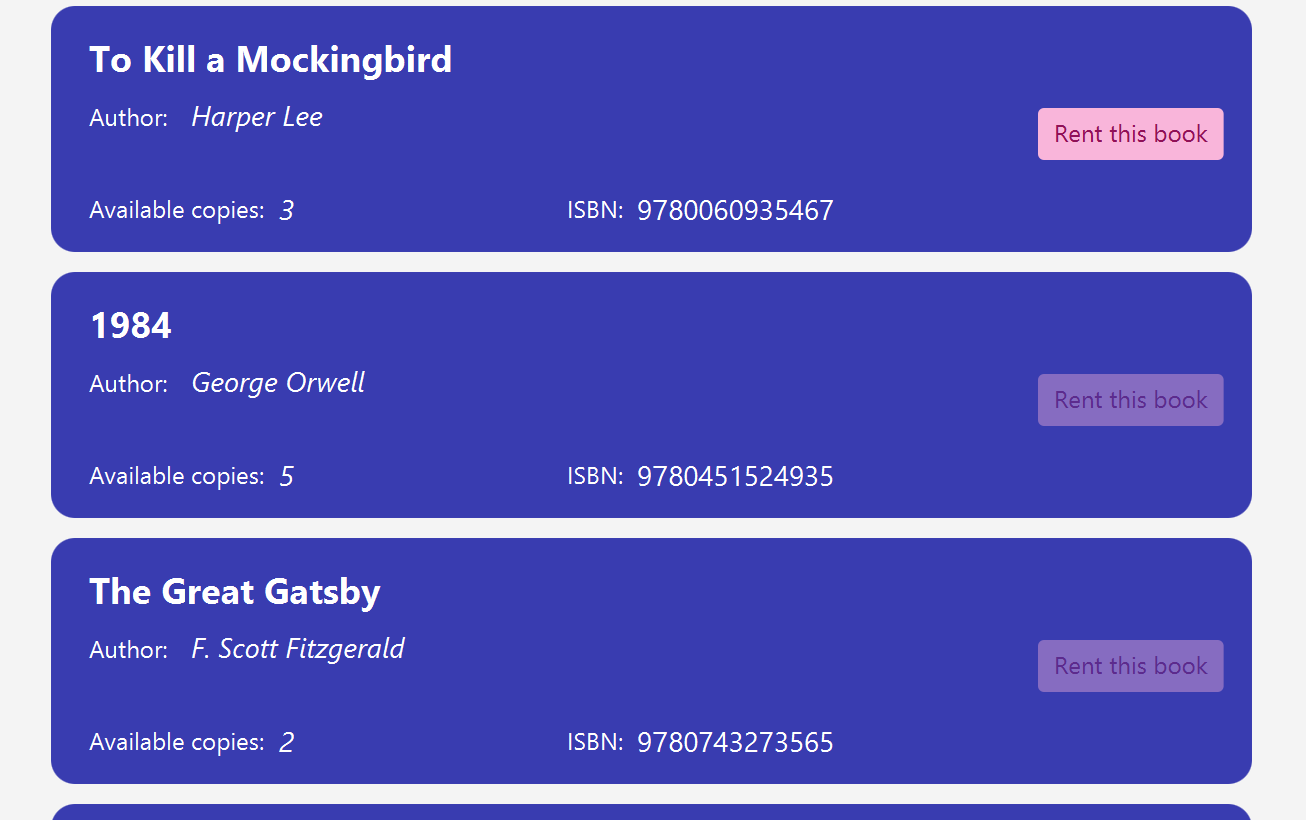 To Kill a Mockingbird
Author: Harper Lee
Rent this book
Available copies: 3 ISBN: 9780060935467
1984
Author: George Orwell
Rent this book
Available copies: 5 ISBN: 9780451524935
The Great Gatsby
Author: F. Scott Fitzgerald
Rent this book
Available copies: 2 ISBN: 9780743273565